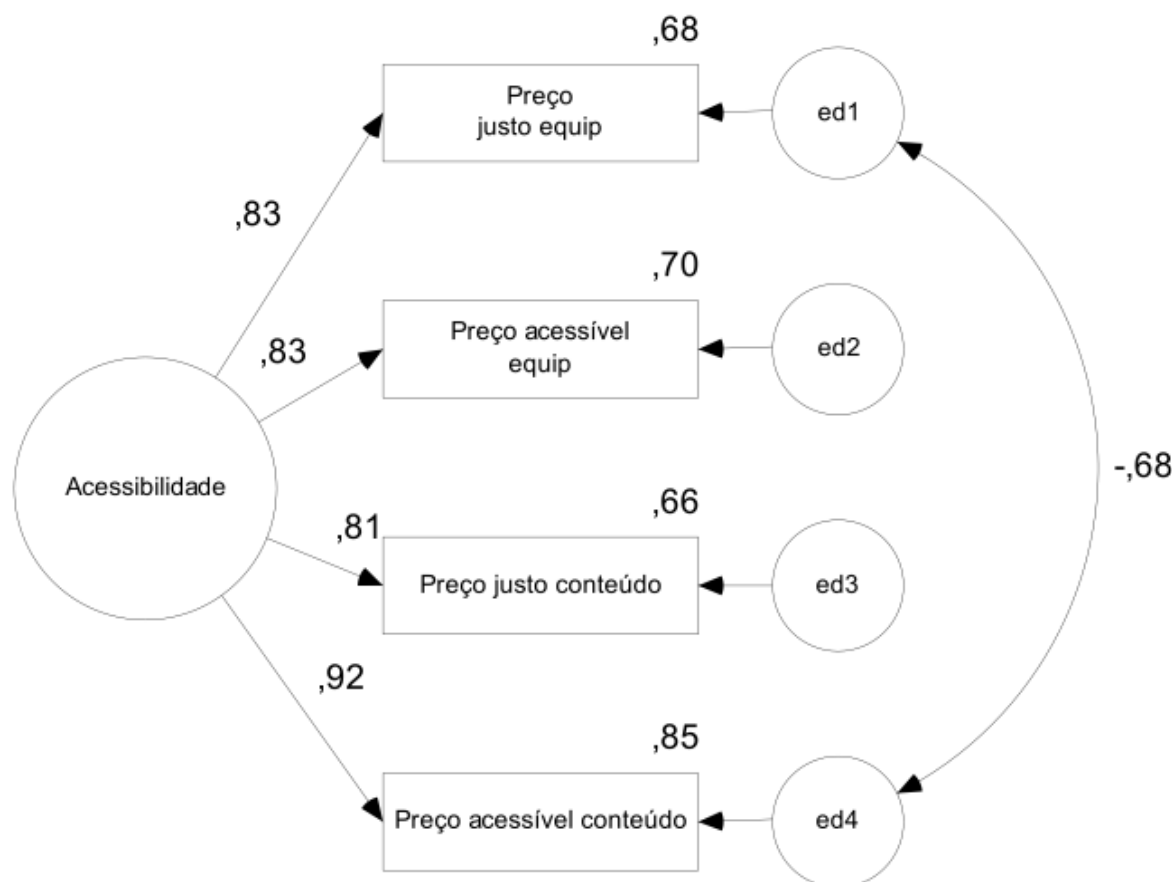 ,68
Preço
justo equip
ed1
,83
,70
Preço acessível
equip
ed2
,83
Acessibilidade
-,68
,66
,81
Preço justo conteúdo
ed3
,92
,85
Preço acessível conteúdo
ed4